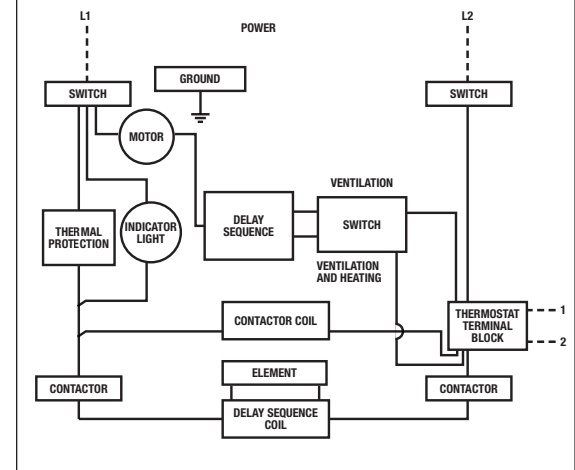 L1
L2
POWER
GROUND
SWITCH
SWITCH
MOTOR
VENTILATION
THERMAL
PROTECTION
INDICATOR
LIGHT
DELAY
SEQUENCE
SWITCH
VENTILATION
AND HEATING
CONTACTOR COIL
THERMOSTAT
TERMINAL
BLOCK
1
2
ELEMENT
CONTACTOR
CONTACTOR
DELAY SEQUENCE
COIL